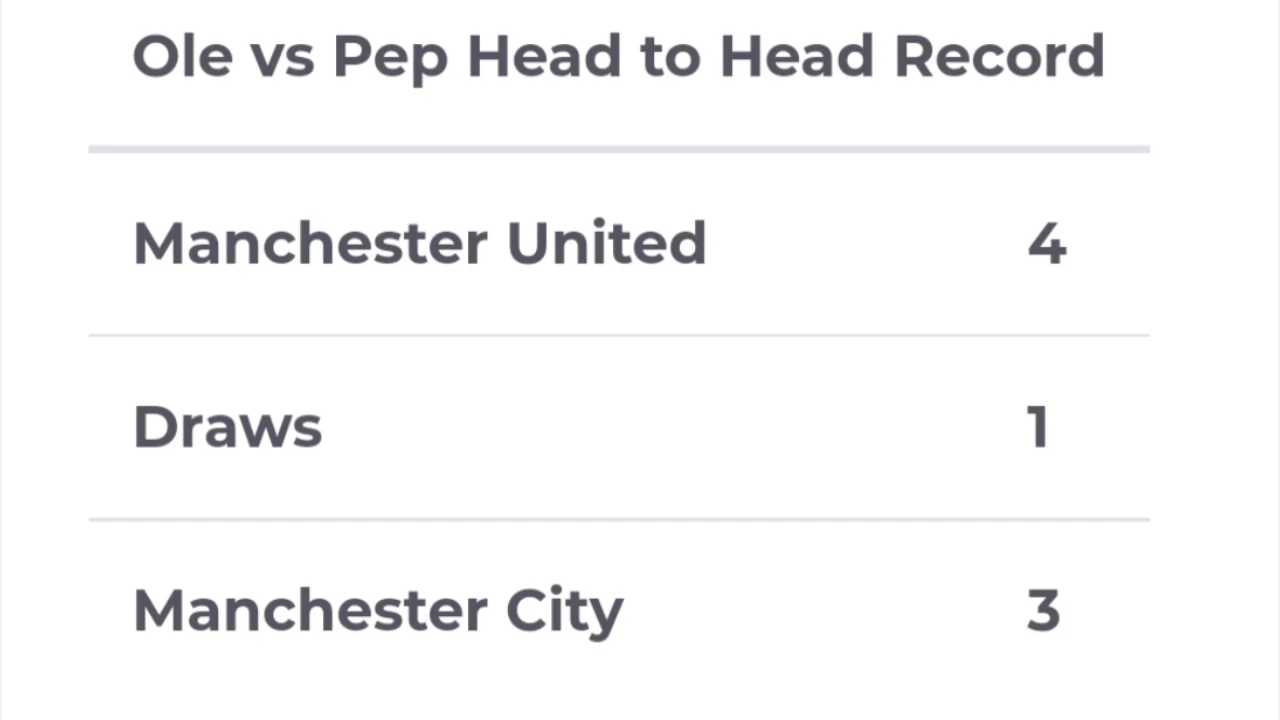 Ole vs Pep Head to Head Record
Manchester United 4
Draws 1
Manchester City 3